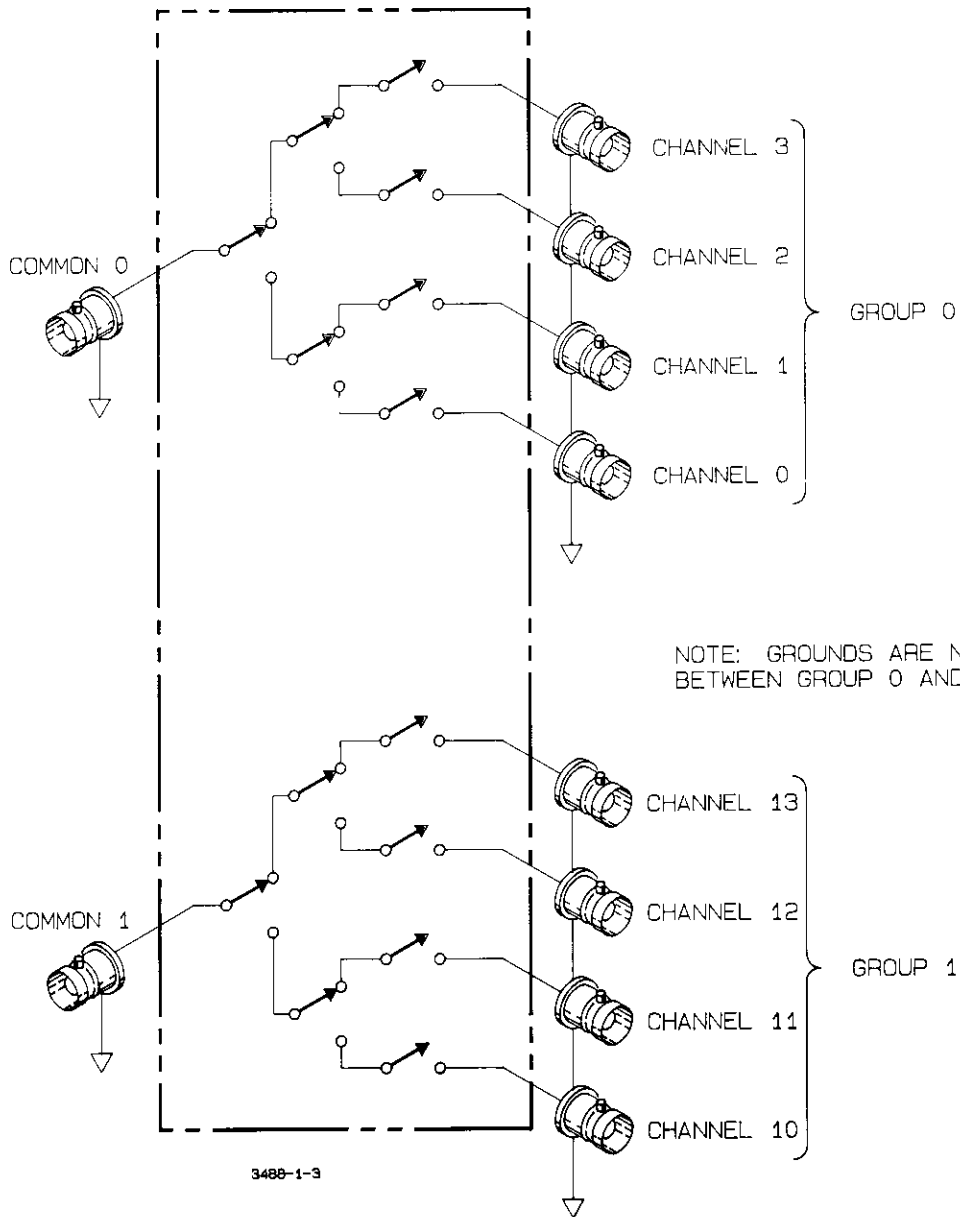 CHANNEL 3
COMMON 0
CHANNEL 2
GROUP 0
CHANNEL 1
CHANNEL 0
NOTE: GROUNDS ARE
BETWEEN GROUP 0 AND
CHANNEL 13
COMMON 1
CHANNEL 12
GROUP 1
CHANNEL 11
CHANNEL 10
3488-1-3